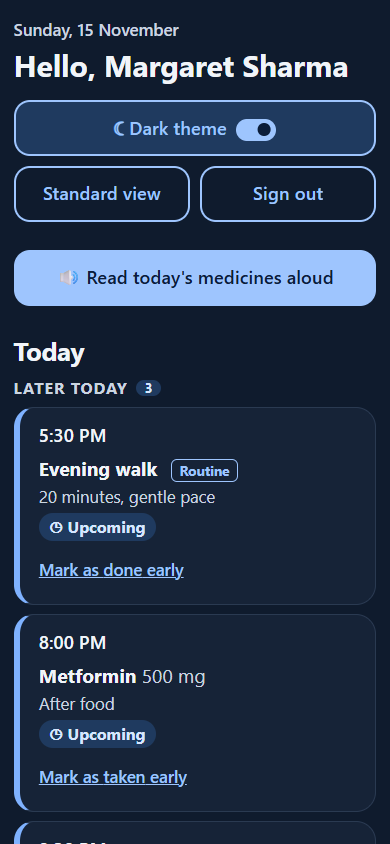 Sunday, 15 November
Hello, Margaret Sharma
Dark theme
Standard view
Sign out
Read today's medicines aloud
Today
LATER TODAY 3
5:30 PM
Evening walk Routine
20 minutes, gentle pace
Upcoming
Mark as done early
8:00 PM
Metformin 500 mg
After food
Upcoming
Mark as taken early